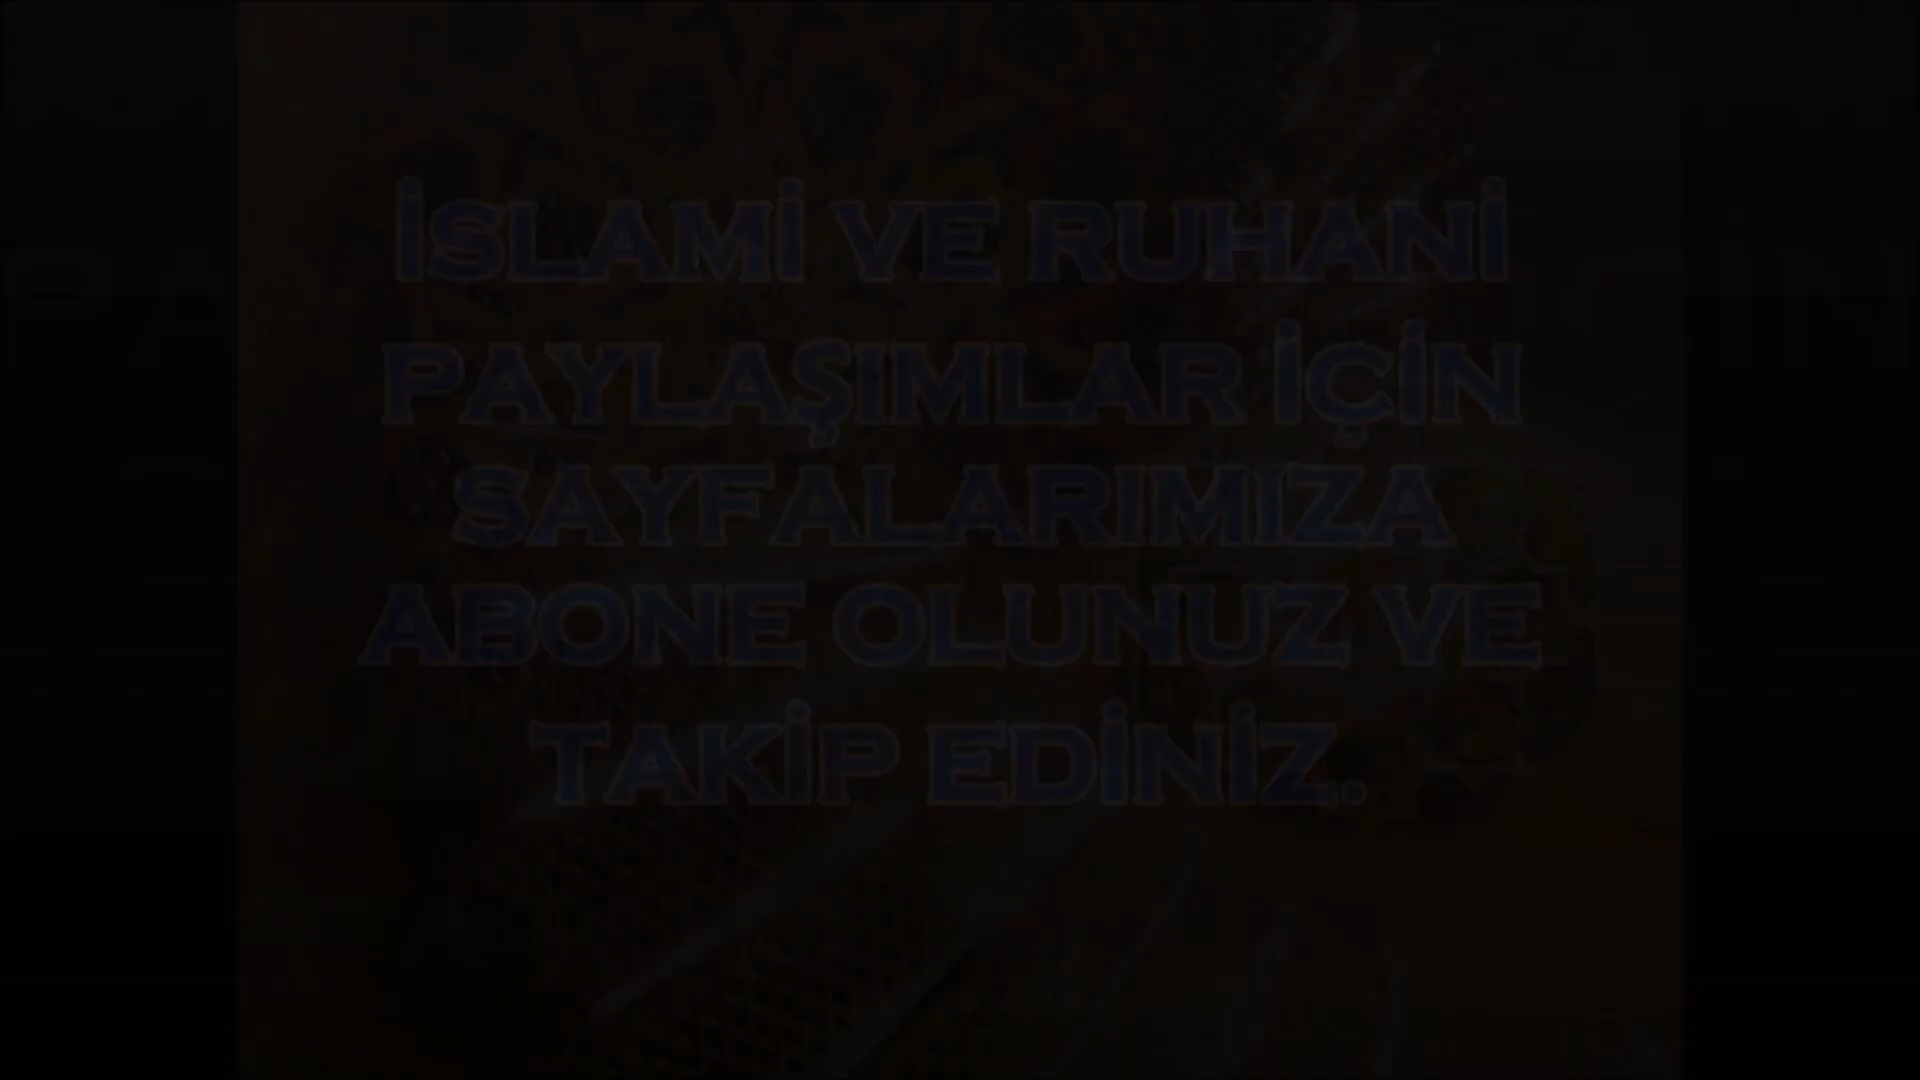 İSLAMİ VE RUHANİ
PAYLAŞIMLAR İÇİN
SAYFALARIMIZA
ABONE OLUNUZ VE
TAKİP EDİNİZ.